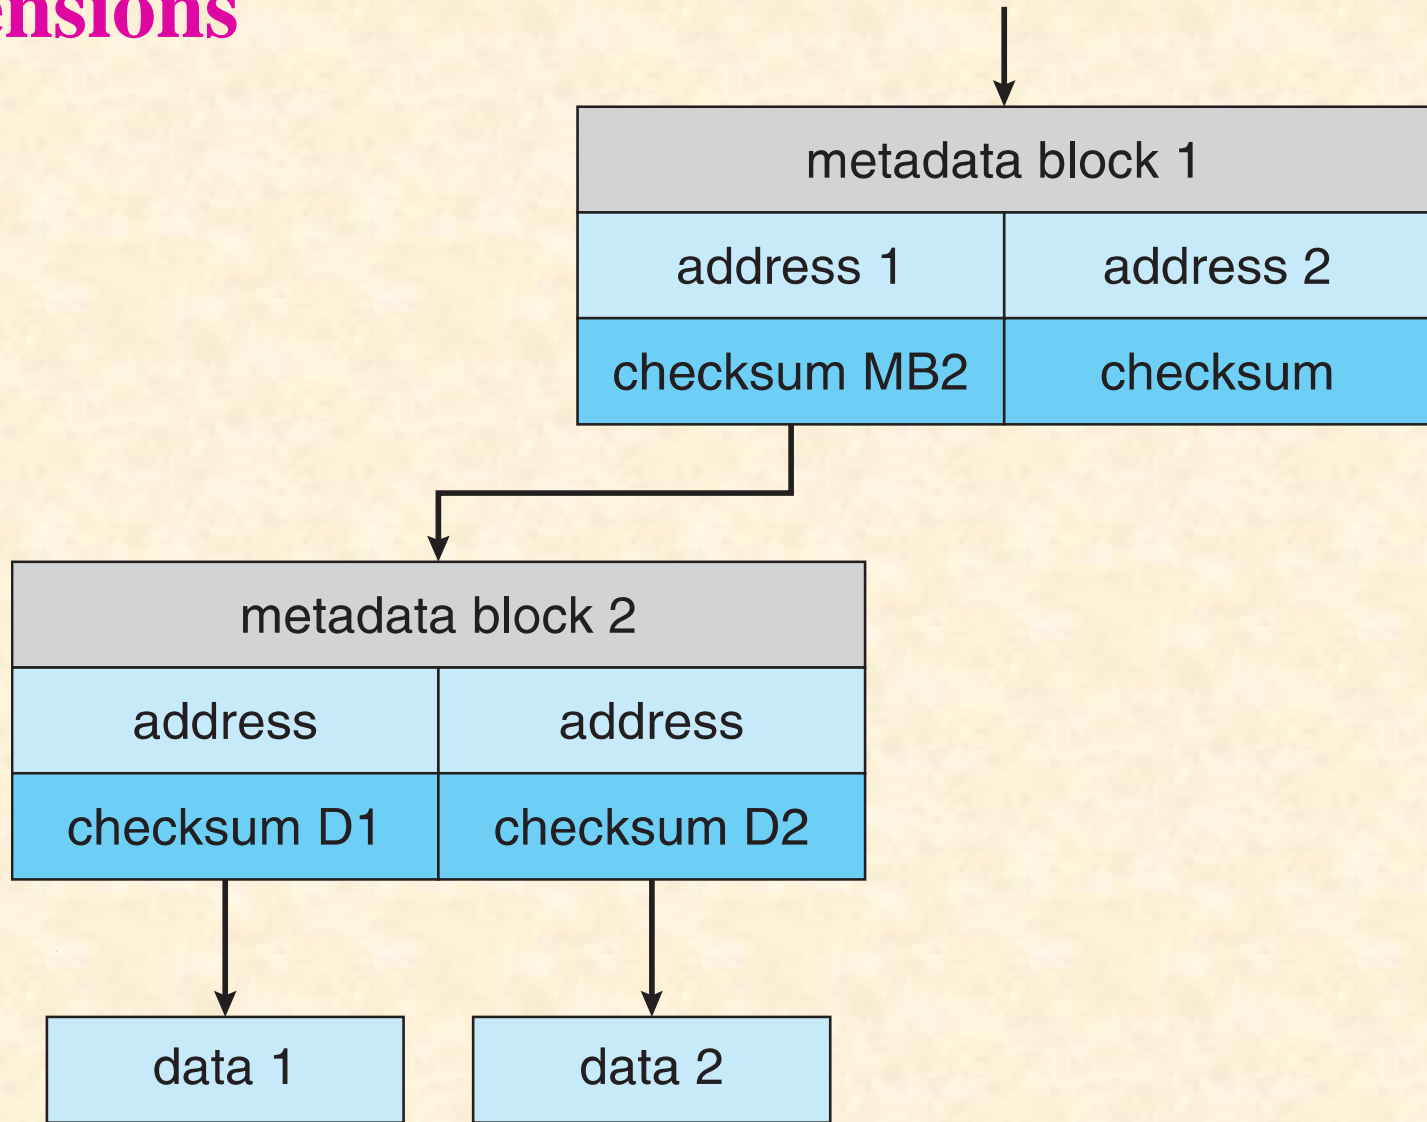 ensions
metadata block 1
address 1 address 2
checksum MB2 checksum
metadata block 2
address address
checksum D1 checksum D2
data 1 data 2